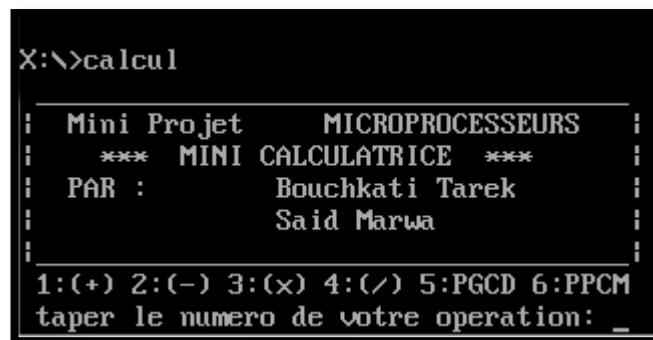 X:\>calcul
Mini Projet MICROPROCESSEURS
*** MINI CALCULATRICE ***
PAR : Bouchkati Tarek
Said Marwa
1:(+) 2:(-) 3:(x) 4:(/) 5:PGCD 6:PPCM
taper le numero de votre operation: _